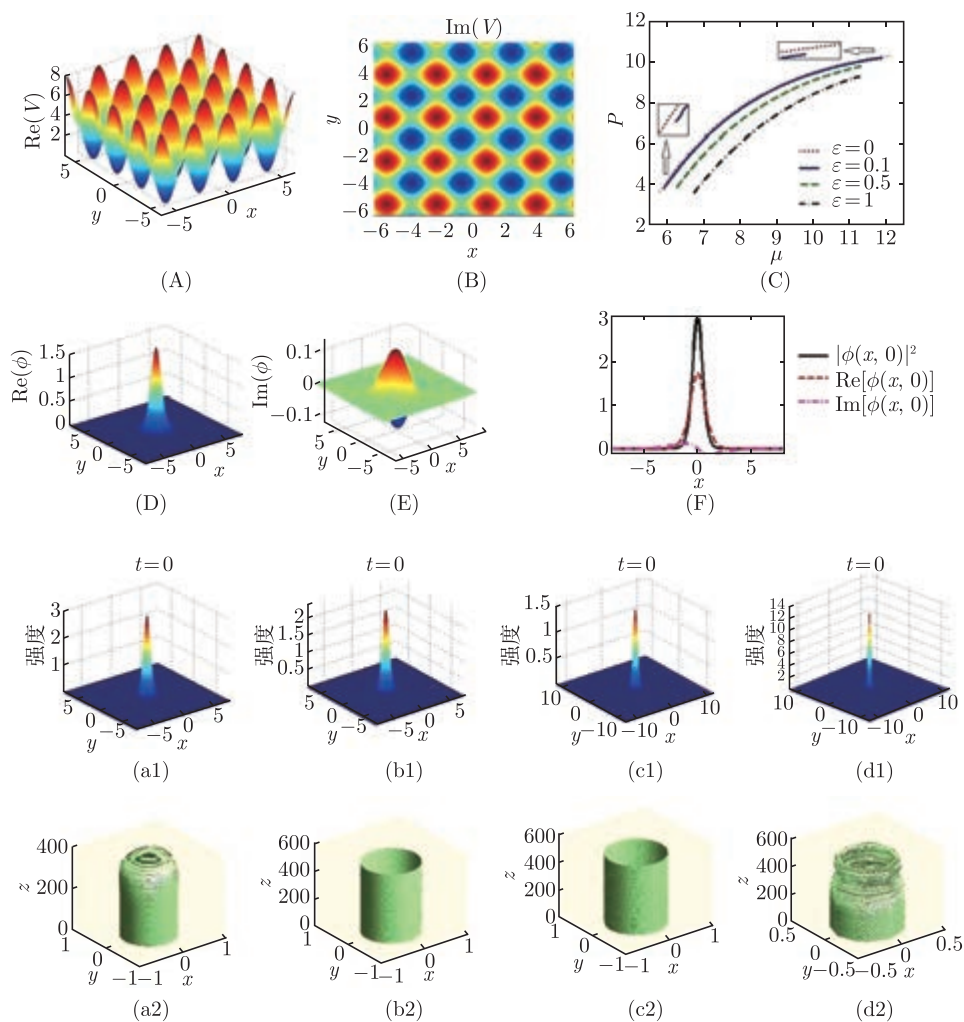 Re(V)
8
6
4
2
5
0
−5
y
−5
0
5
x
(A)
Im(V)
y
6
4
2
0
−2
−4
−6
−6 −4 −2 0 2 4 6
x
(B)
P
12
10
8
6
4
2
ε=0
ε=0.1
ε=0.5
ε=1
6 7 8 9 10 11 12
μ
(C)
Re(ϕ)
1.5
1
0.5
0
5
0
−5
y
−5
0
5
x
(D)
Im(ϕ)
0.1
0
−0.1
5
0
−5
y
−5
0
5
x
(E)
3
2
1
0
−5 0 5
x
|ϕ(x, 0)|²
Re[ϕ(x, 0)]
Im[ϕ(x, 0)]
(F)
t=0
强度
3
2
1
5
0
−5
y
−5
0
5
x
(a1)
t=0
强度
2
1.5
1
0.5
5
0
−5
y
−5
0
5
x
(b1)
t=0
强度
1.5
1
0.5
10
0
y−10
−10
0
10
x
(c1)
t=0
强度
14
12
10
8
6
4
2
10
0
y−10
−10
0
10
x
(d1)
z
400
200
0
1
0
y
−1−1
0
1
x
(a2)
z
600
400
200
0
1
0
y
−1−1
0
1
x
(b2)
z
600
400
200
0
1
0
y
−1−1
0
1
x
(c2)
z
600
400
200
0
0.5
0
y−0.5
−0.5
0
0.5
x
(d2)